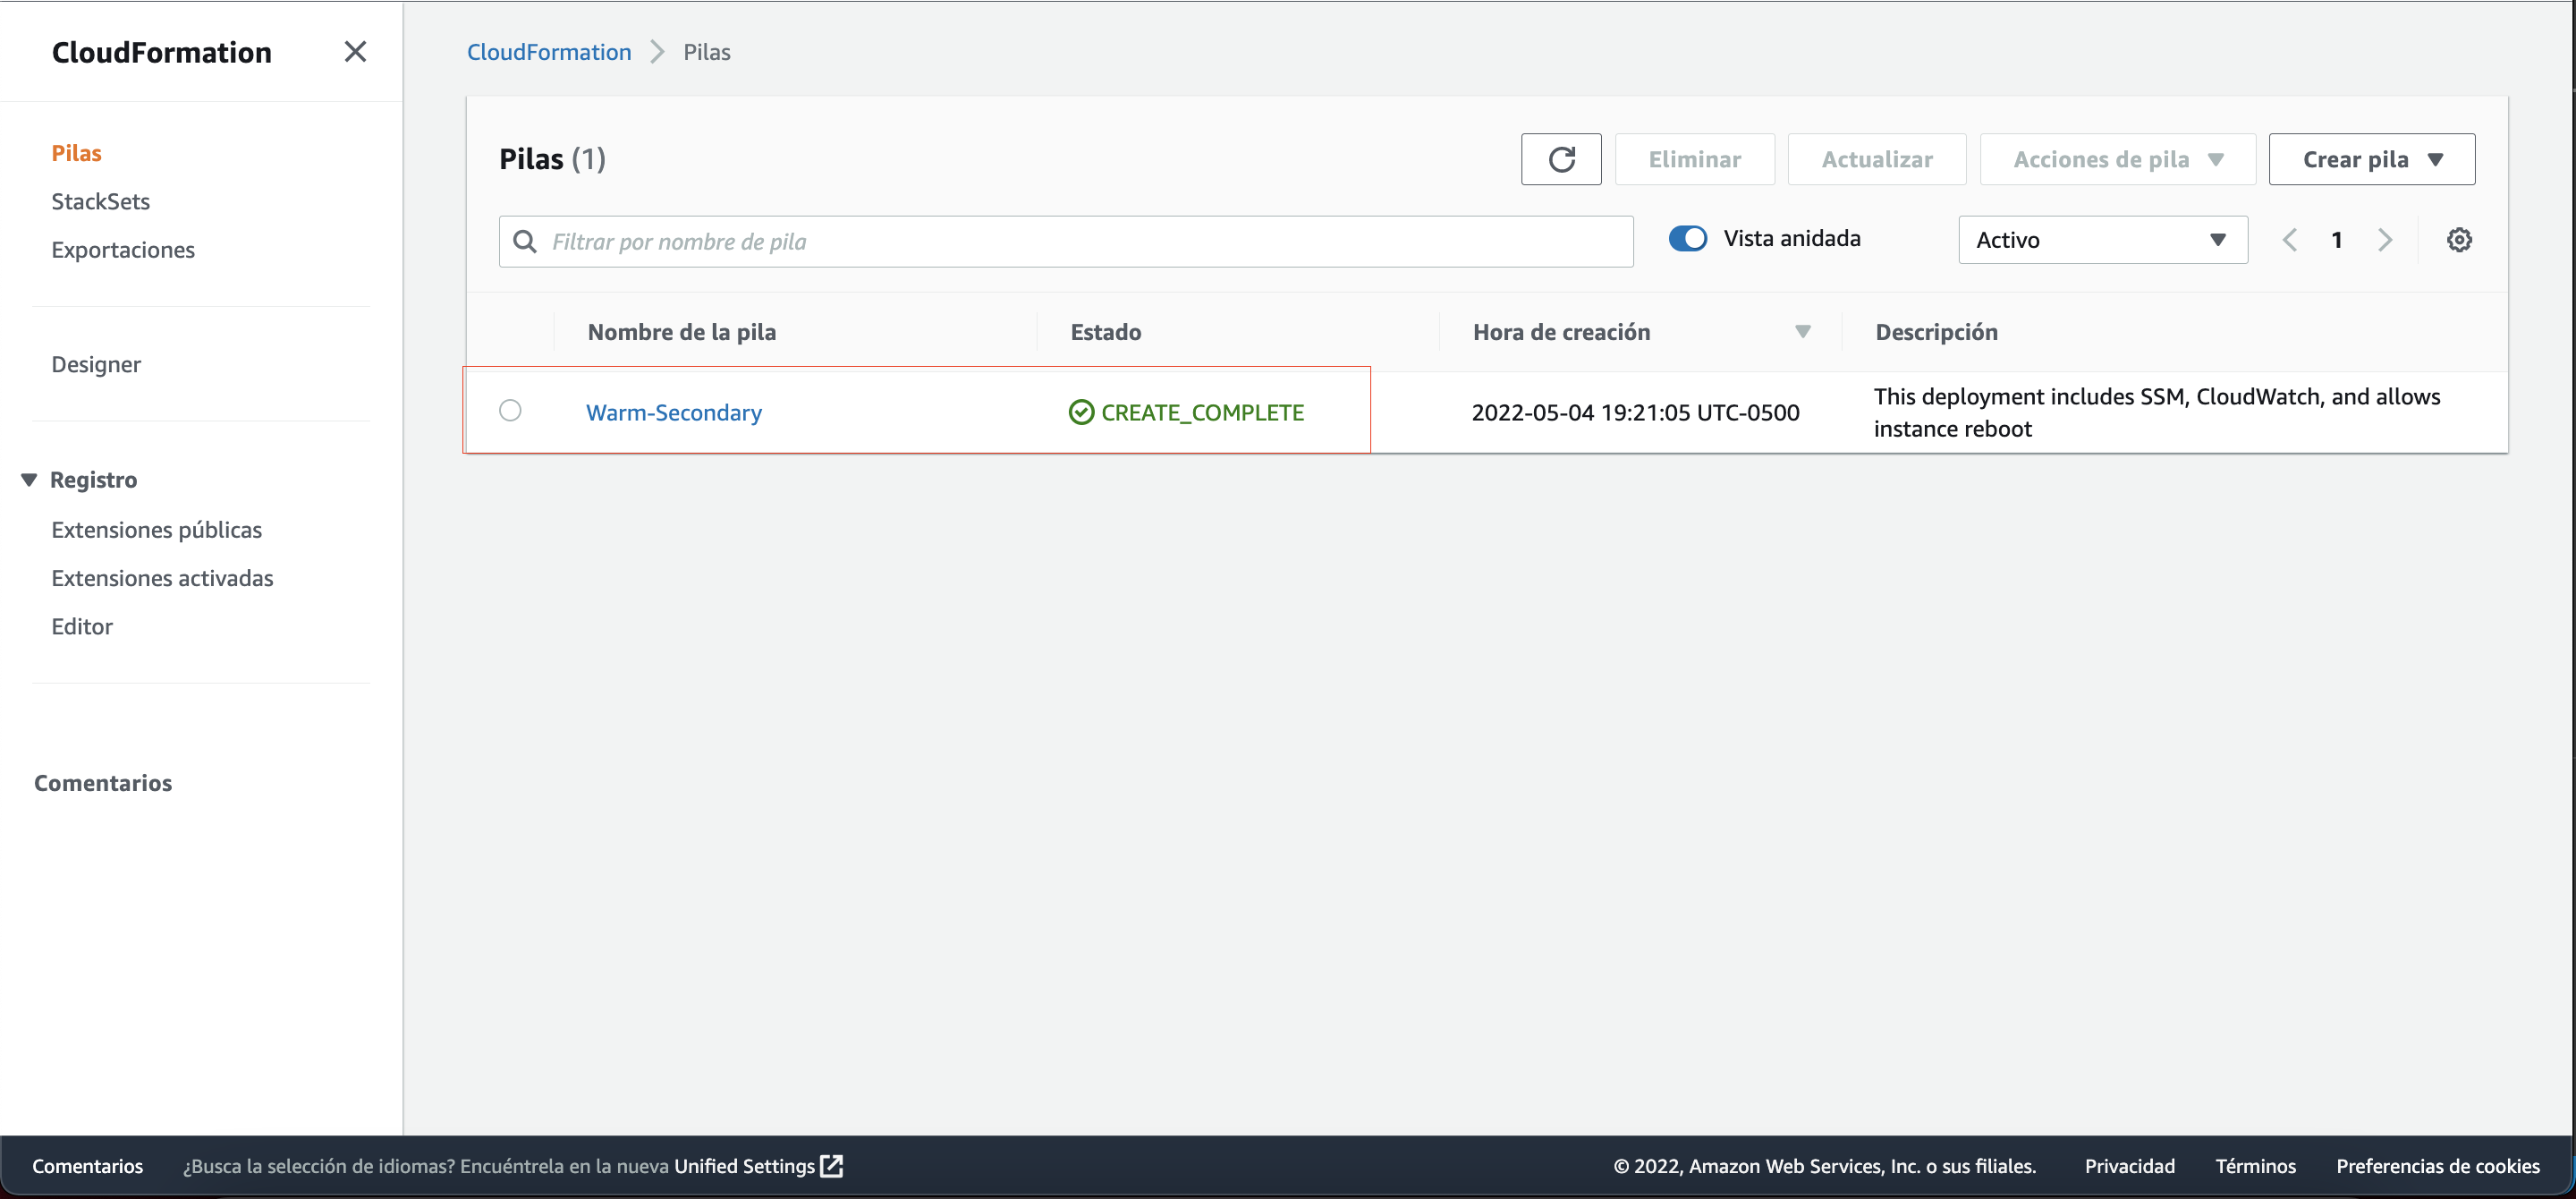 CloudFormation
Pilas
StackSets
Exportaciones
Designer
Registro
Extensiones públicas
Extensiones activadas
Editor
Comentarios
CloudFormation Pilas
Pilas (1)
Eliminar
Actualizar
Acciones de pila
Crear pila
Filtrar por nombre de pila
Vista anidada
Activo
1
Nombre de la pila Estado Hora de creación Descripción
Warm-Secondary CREATE_COMPLETE 2022-05-04 19:21:05 UTC-0500 This deployment includes SSM, CloudWatch, and allows
instance reboot
Comentarios ¿Busca la selección de idiomas? Encuéntrela en la nueva Unified Settings © 2022, Amazon Web Services, Inc. o sus filiales. Privacidad Términos Preferencias de cookies